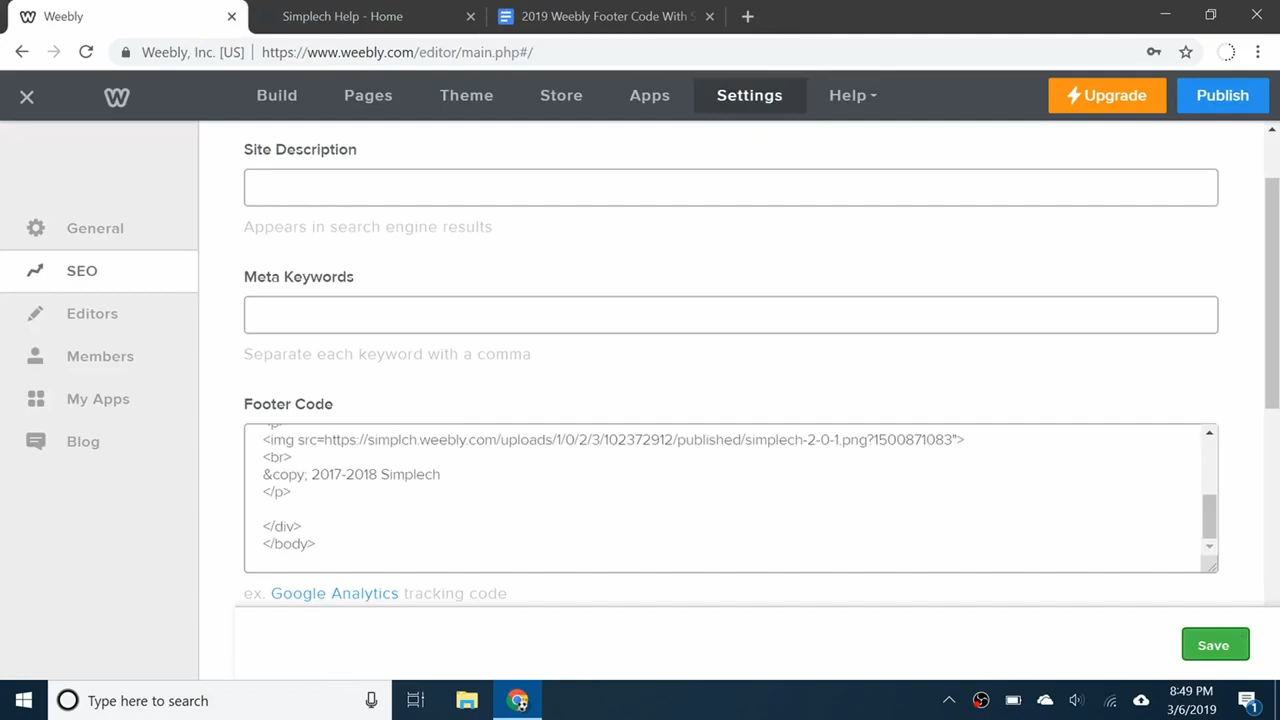 Weebly
Simplech Help - Home
2019 Weebly Footer Code With S
Weebly, Inc. [US] | https://www.weebly.com/editor/main.php#/
Build
Pages
Theme
Store
Apps
Settings
Help
Upgrade
Publish
Site Description
Appears in search engine results
General
SEO
Editors
Members
My Apps
Blog
Meta Keywords
Separate each keyword with a comma
Footer Code
<img src=https://simplch.weebly.com/uploads/1/0/2/3/102372912/published/simplech-2-0-1.png?1500871083">
<br>
&copy; 2017-2018 Simplech
</p>
</div>
</body>
ex. Google Analytics tracking code
Save
Type here to search
8:49 PM
3/6/2019
1